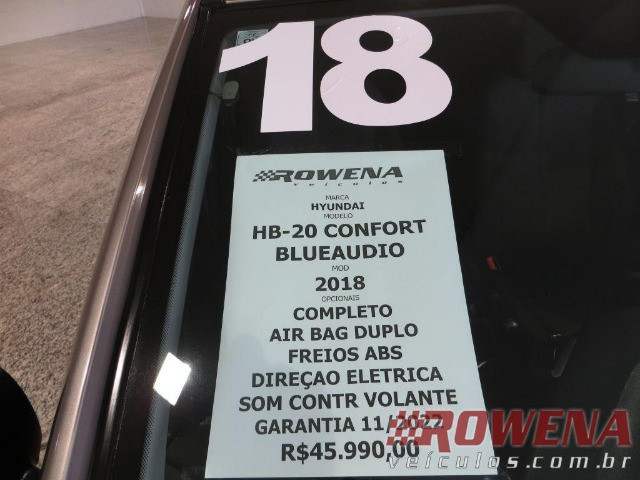 18
ROWENA
veículos
MARCA
HYUNDAI
MODELO
HB-20 CONFORT
BLUEAUDIO
MOD
2018
OPCIONAIS
COMPLETO
AIR BAG DUPLO
FREIOS ABS
DIREÇAO ELETRICA
SOM CONTR VOLANTE
GARANTIA 11/2022
R$45.990,00
ROWENA
veículos.com.br